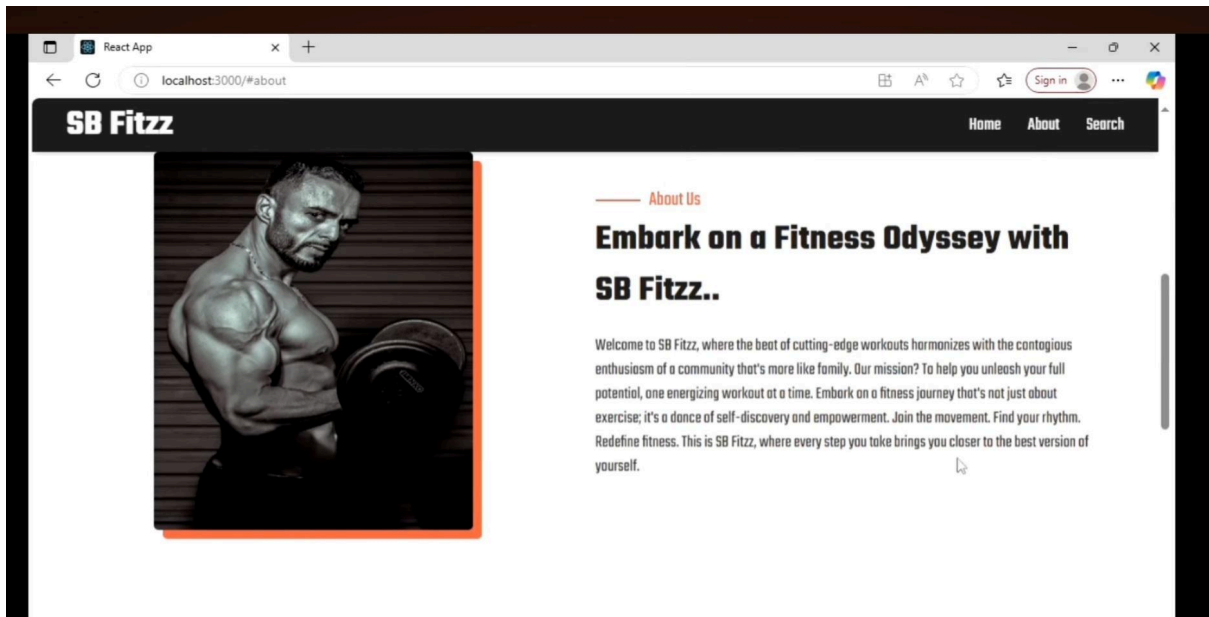 React App
localhost:3000/#about
Sign in
SB Fitzz
Home About Search
About Us
Embark on a Fitness Odyssey with
SB Fitzz..
Welcome to SB Fitzz, where the beat of cutting-edge workouts harmonizes with the contagious
enthusiasm of a community that's more like family. Our mission? To help you unleash your full
potential, one energizing workout at a time. Embark on a fitness journey that's not just about
exercise; it's a dance of self-discovery and empowerment. Join the movement. Find your rhythm.
Redefine fitness. This is SB Fitzz, where every step you take brings you closer to the best version of
yourself.